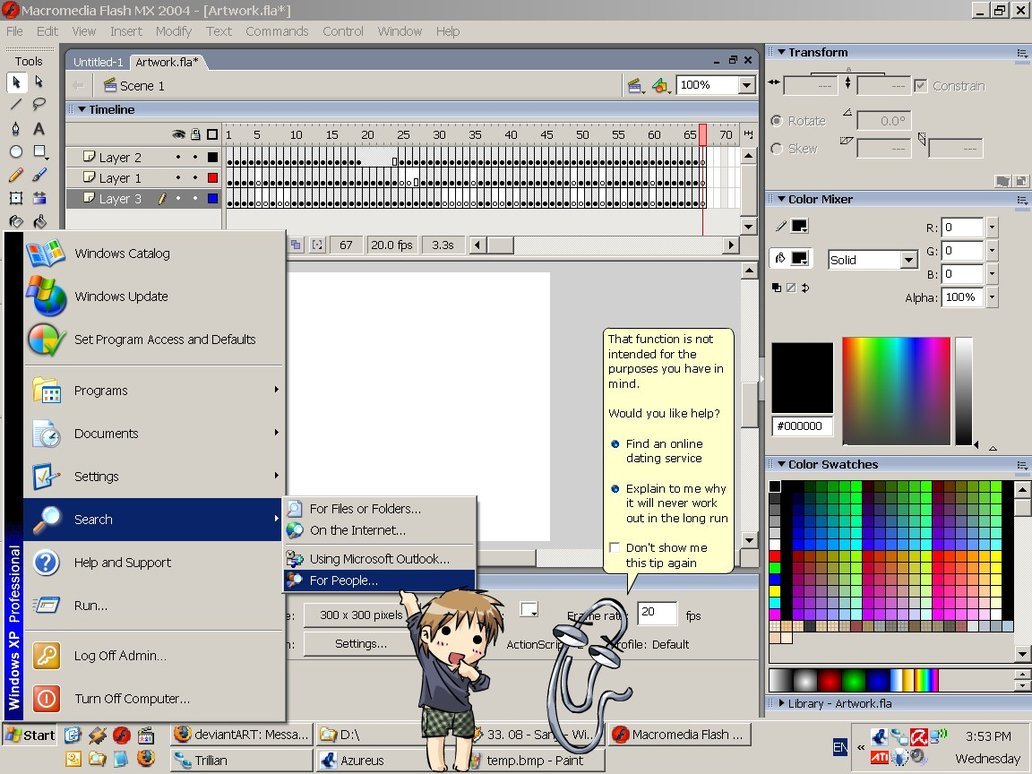 Macromedia Flash MX 2004 - [Artwork.fla*]
File Edit View Insert Modify Text Commands Control Window Help
Tools
Untitled-1 Artwork.fla*
Scene 1
100%
Timeline
1 5 10 15 20 25 30 35 40 45 50 55 60 65 70
Layer 2
Layer 1
Layer 3
67 20.0 fps 3.3s
Transform
Constrain
Rotate
0.0°
Skew
Color Mixer
R: 0
G: 0
Solid
B: 0
Alpha: 100%
#000000
Color Swatches
Library - Artwork.fla
Windows Catalog
Windows Update
Set Program Access and Defaults
Programs
Documents
Settings
Search
Help and Support
Run...
Log Off Admin...
Turn Off Computer...
Windows XP Professional
For Files or Folders...
On the Internet...
Using Microsoft Outlook...
For People...
That function is not
intended for the
purposes you have in
mind.
Would you like help?
Find an online
dating service
Explain to me why
it will never work
out in the long run
Don't show me
this tip again
300 x 300 pixels
Frame rate
20
fps
Settings...
ActionScrip
rofile: Default
Start
deviantART: Messa...
D:\
33. 08 - San
- Wi...
Macromedia Flash ...
Trillian
Azureus
temp.bmp - Paint
EN
«
ATI
3:53 PM
Wednesday